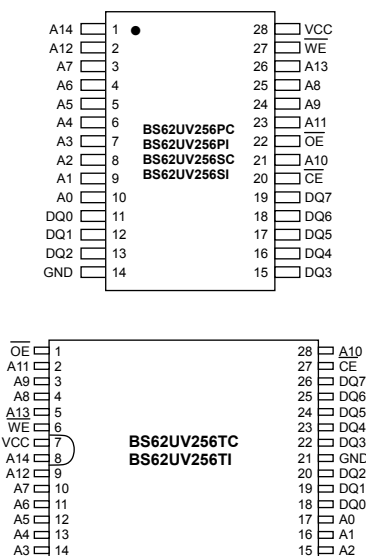 A14 1 28 VCC
A12 2 27 WE
A7 3 26 A13
A6 4 25 A8
A5 5 24 A9
A4 6 23 A11
A3 7 22 OE
A2 8 21 A10
A1 9 20 CE
A0 10 19 DQ7
DQ0 11 18 DQ6
DQ1 12 17 DQ5
DQ2 13 16 DQ4
GND 14 15 DQ3
BS62UV256PC
BS62UV256PI
BS62UV256SC
BS62UV256SI
OE 1 28 A10
A11 2 27 CE
A9 3 26 DQ7
A8 4 25 DQ6
A13 5 24 DQ5
WE 6 23 DQ4
VCC 7 22 DQ3
A14 8 21 GND
A12 9 20 DQ2
A7 10 19 DQ1
A6 11 18 DQ0
A5 12 17 A0
A4 13 16 A1
A3 14 15 A2
BS62UV256TC
BS62UV256TI